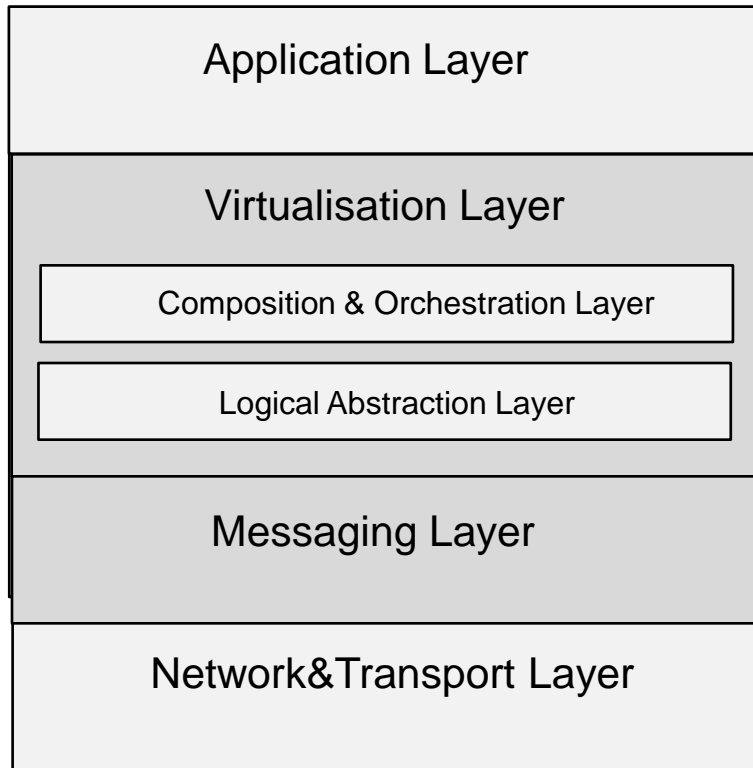 Application Layer
Virtualisation Layer
Composition & Orchestration Layer
Logical Abstraction Layer
Messaging Layer
Network&Transport Layer